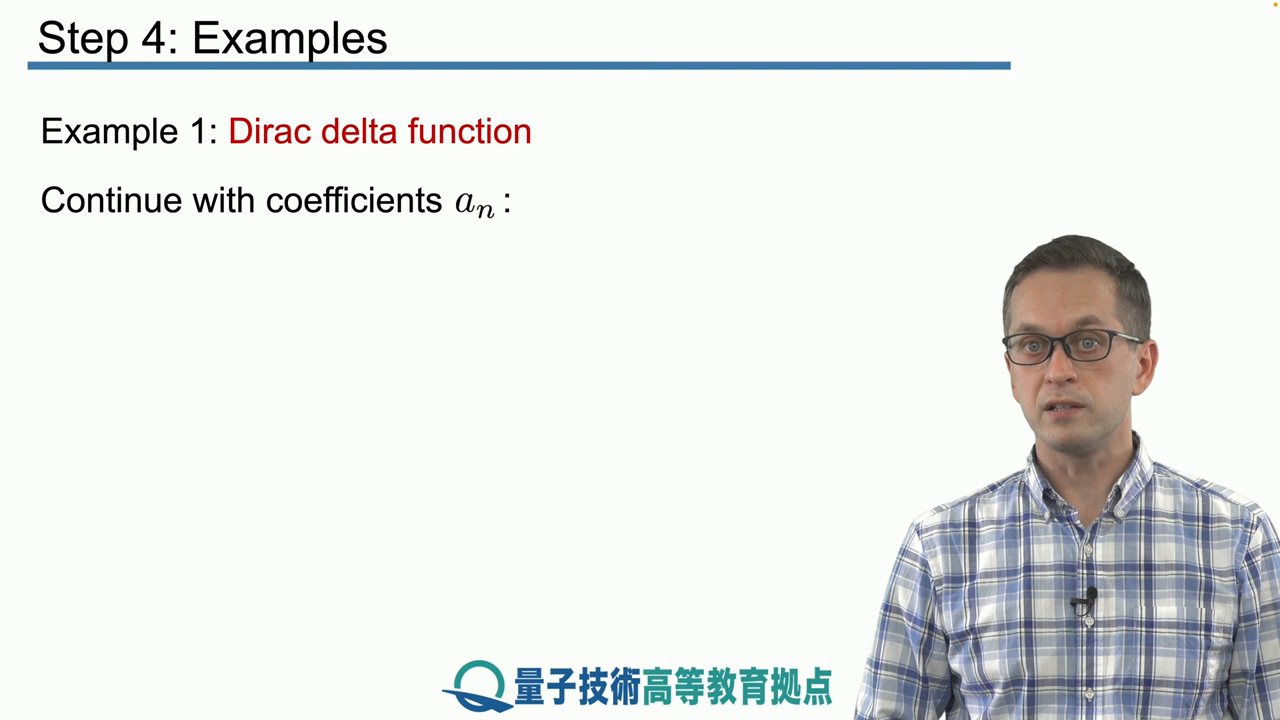 Step 4: Examples
Example 1: Dirac delta function
Continue with coefficients aₙ :
量子技術高等教育拠点